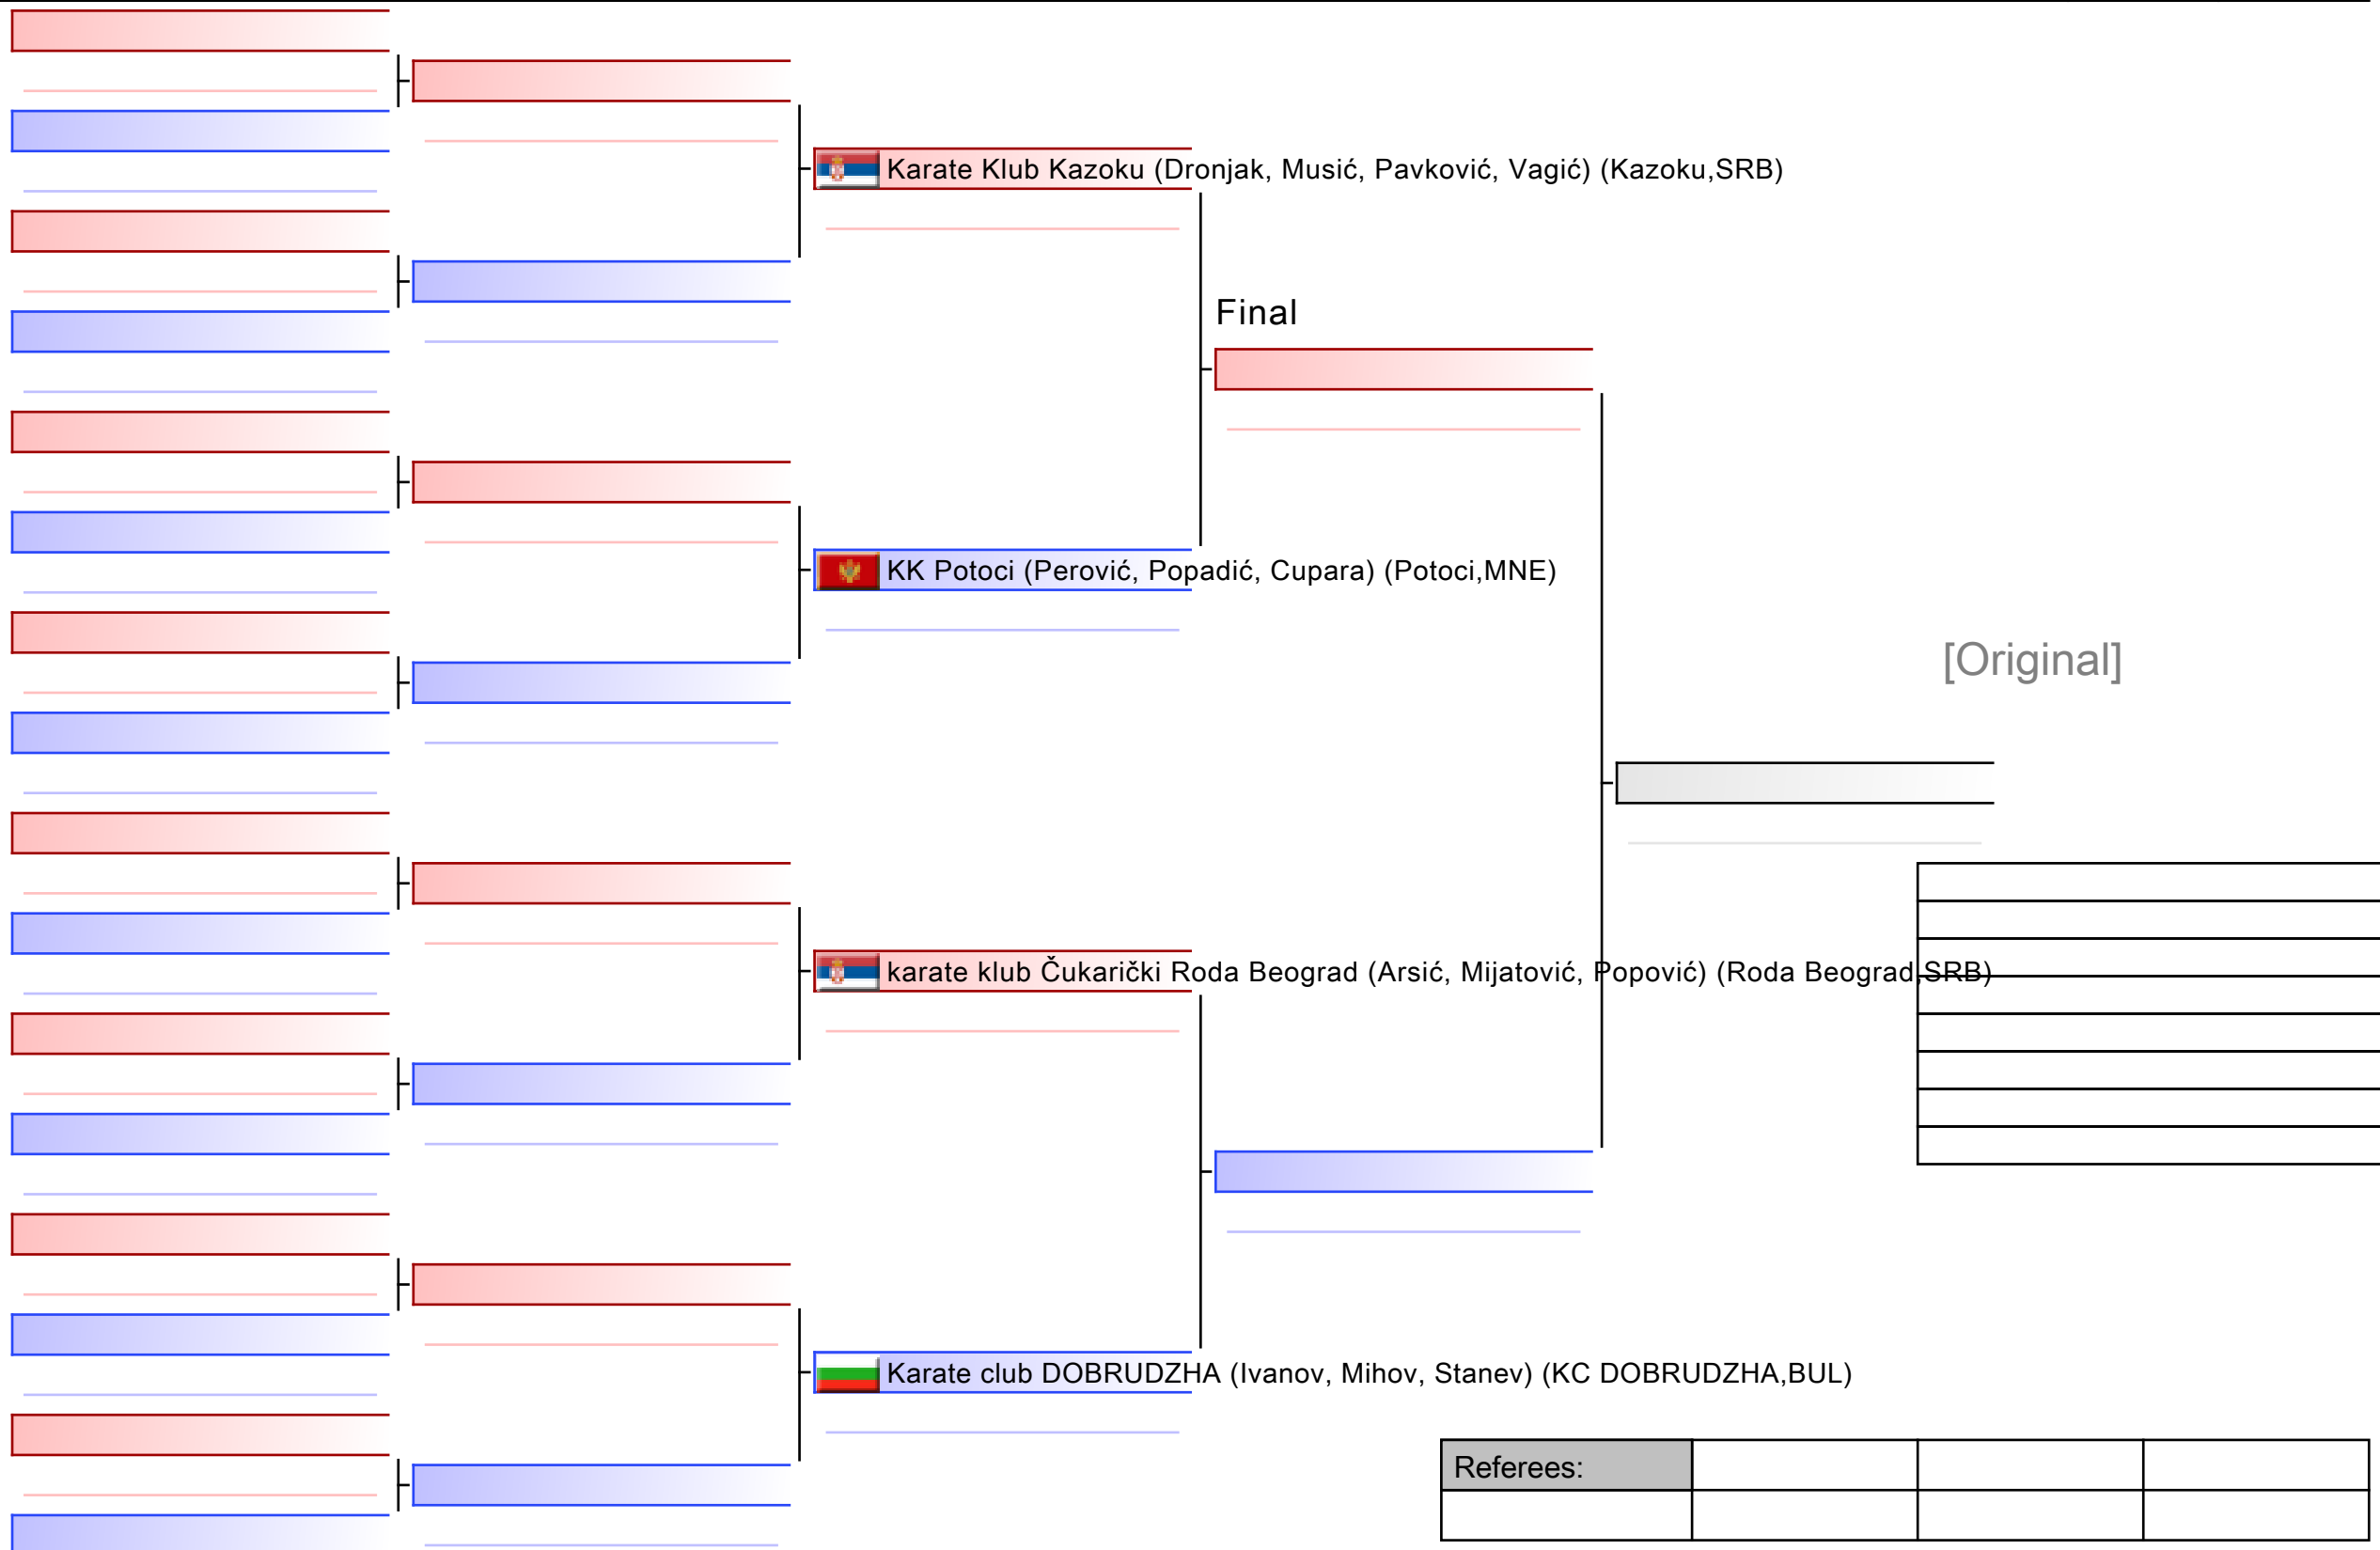 Karate Klub Kazoku (Dronjak, Musić, Pavković, Vagić) (Kazoku,SRB)
Final
KK Potoci (Perović, Popadić, Cupara) (Potoci,MNE)
[Original]
karate klub Čukarički Roda Beograd (Arsić, Mijatović, Popović) (Roda Beograd,SRB)
Karate club DOBRUDZHA (Ivanov, Mihov, Stanev) (KC DOBRUDZHA,BUL)
Referees: